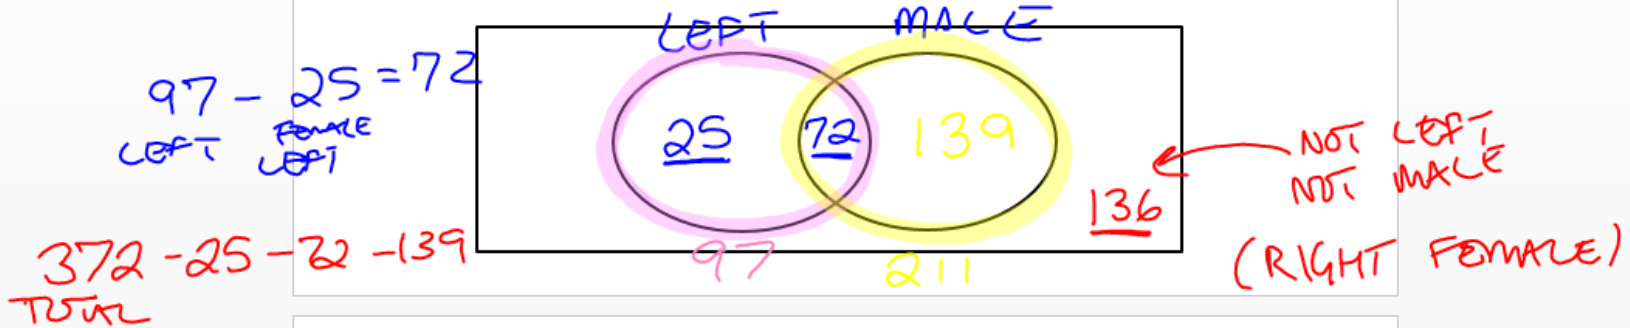 LEFT MALE
97 - 25 = 72
LEFT FEMALE LEFT
25 72 139
NOT LEFT
NOT MALE
136
(RIGHT FEMALE)
372 - 25 - 72 - 139
TOTAL
97 211